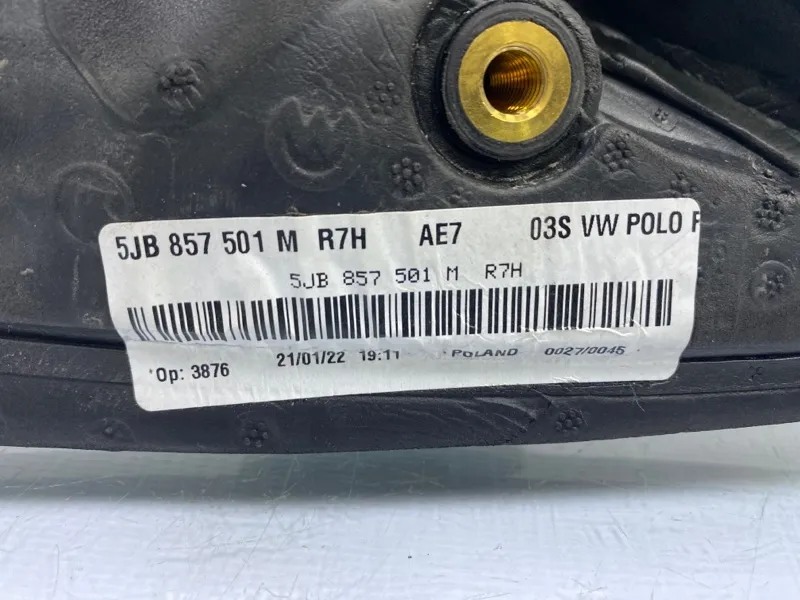 5JB 857 501 M R7H AE7 03S VW POLO F
5JB 857 501 M R7H
*Op: 3876 21/01/22 19:11 *POLAND 0027/0045 *